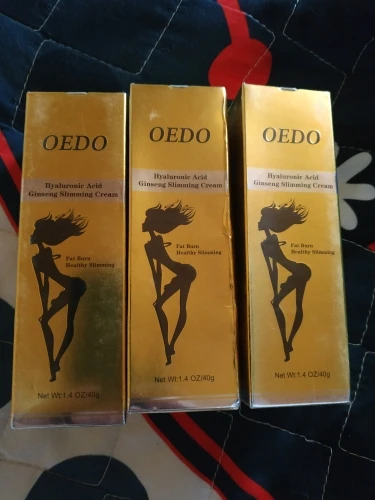 OEDO
Hyaluronic Acid
Ginseng Slimming Cream
Fat Burn
Healthy Slimming
Net Wt:1.4 OZ/40g
OEDO
Hyaluronic Acid
Ginseng Slimming Cream
Fat Burn
Healthy Slimming
Net Wt:1.4 OZ/40g
OEDO
Hyaluronic Acid
Ginseng Slimming Cream
Fat Burn
Healthy Slimming
Net Wt:1.4 OZ/40g